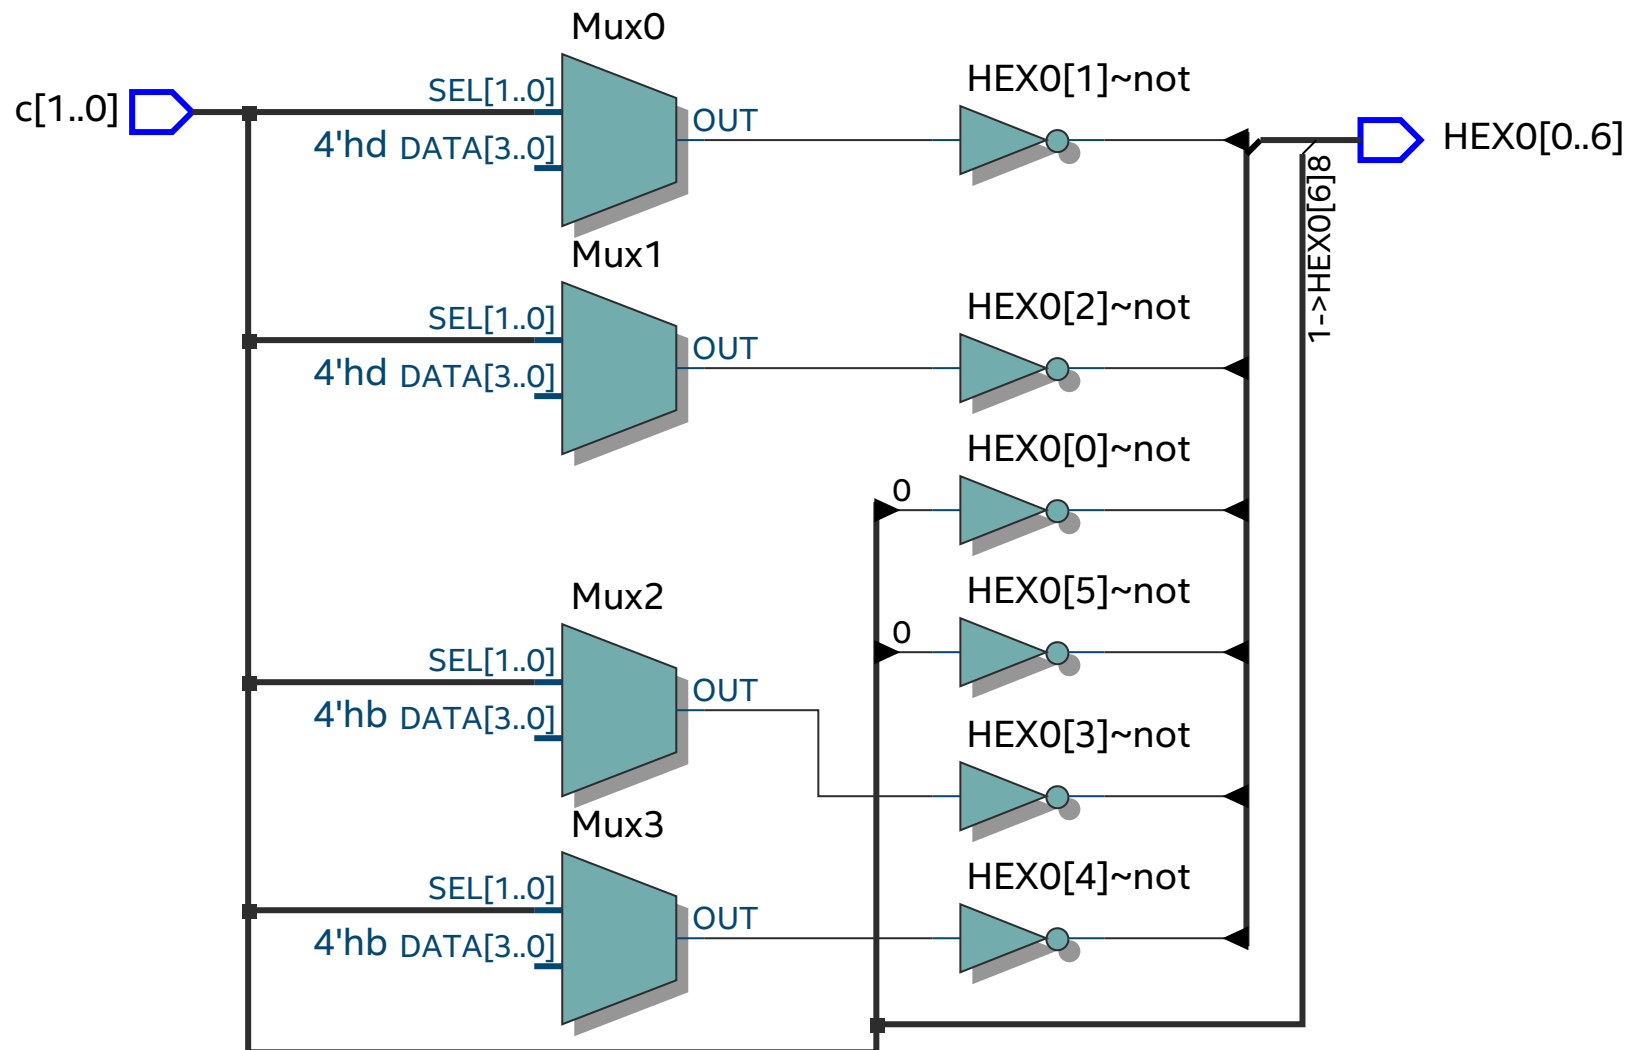 Mux0
c[1..0]
SEL[1..0]
4'hd DATA[3..0]
OUT
HEX0[1]~not
HEX0[0..6]
1->HEX0[6]8
Mux1
SEL[1..0]
4'hd DATA[3..0]
OUT
HEX0[2]~not
HEX0[0]~not
0
HEX0[5]~not
0
Mux2
SEL[1..0]
4'hb DATA[3..0]
OUT
HEX0[3]~not
Mux3
SEL[1..0]
4'hb DATA[3..0]
OUT
HEX0[4]~not